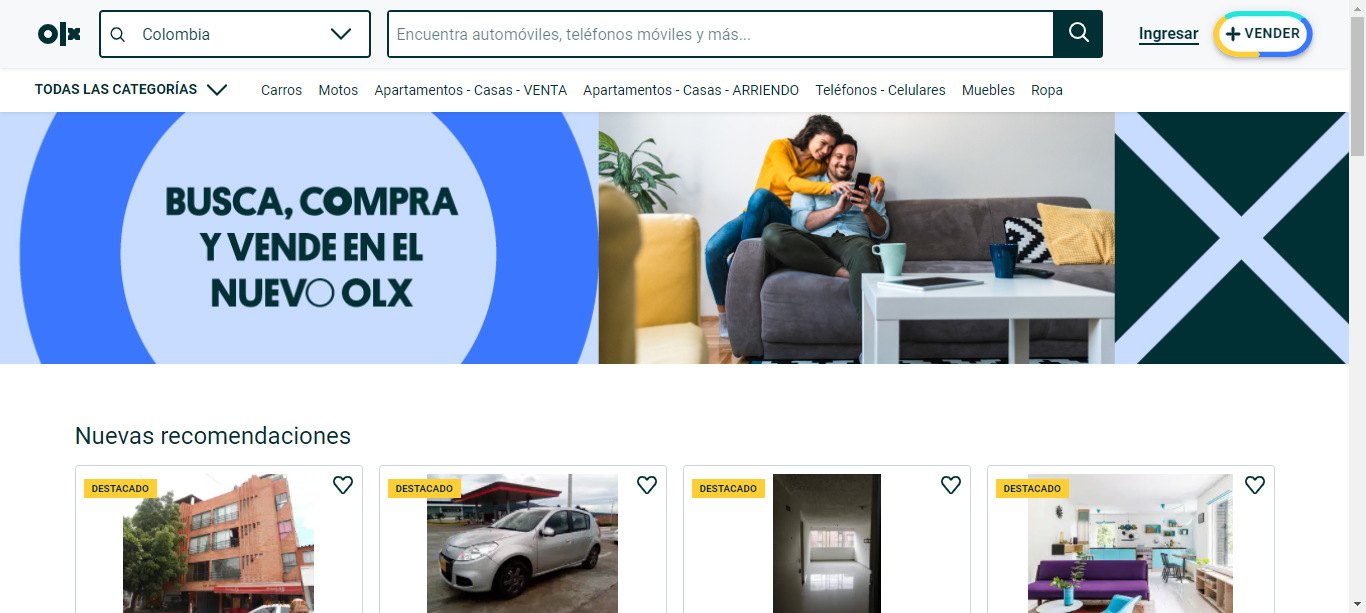 olx
Colombia
Encuentra automóviles, teléfonos móviles y más...
Ingresar
+ VENDER
TODAS LAS CATEGORÍAS
Carros
Motos
Apartamentos - Casas - VENTA
Apartamentos - Casas - ARRIENDO
Teléfonos - Celulares
Muebles
Ropa
BUSCA, COMPRA
Y VENDE EN EL
NUEVO OLX
Nuevas recomendaciones
DESTACADO
DESTACADO
DESTACADO
DESTACADO